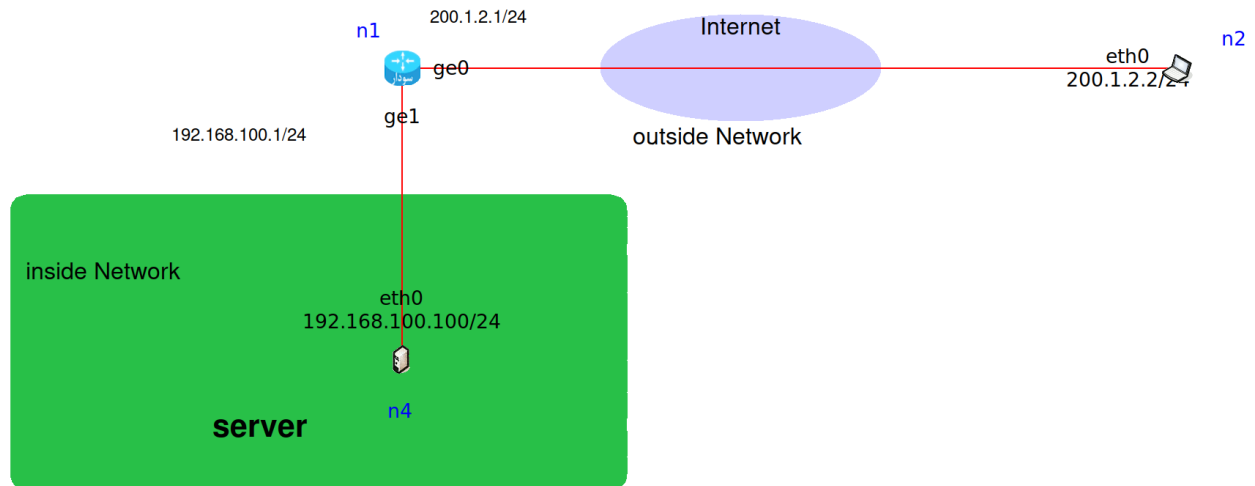 200.1.2.1/24
n1
سودار
ge0
ge1
192.168.100.1/24
Internet
outside Network
n2
eth0
200.1.2.2/24
inside Network
eth0
192.168.100.100/24
n4
server